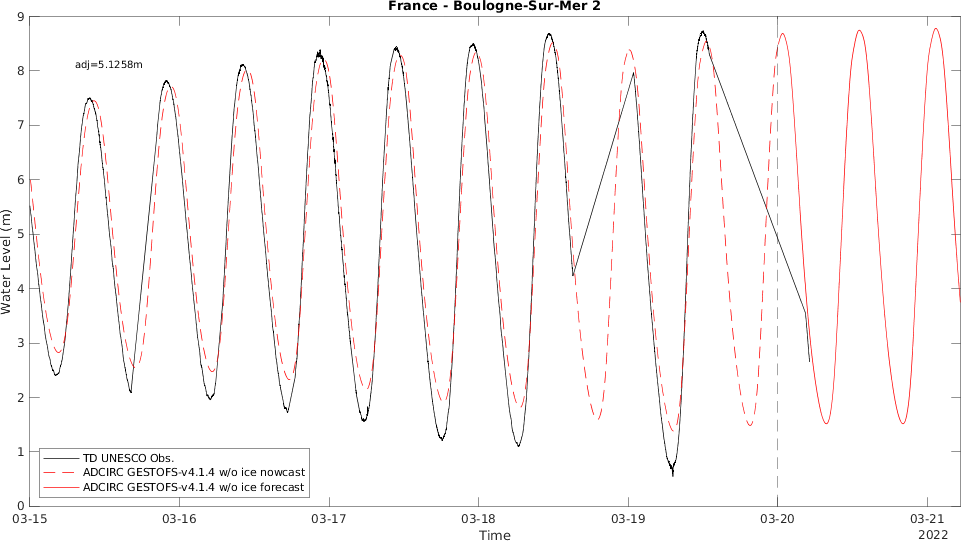 France - Boulogne-Sur-Mer 2
9
8
7
6
5
4
3
2
1
0
Water Level (m)
adj=5.1258m
TD UNESCO Obs.
ADCIRC GESTOFS-v4.1.4 w/o ice nowcast
ADCIRC GESTOFS-v4.1.4 w/o ice forecast
03-15 03-16 03-17 03-18 03-19 03-20 03-21
Time
2022